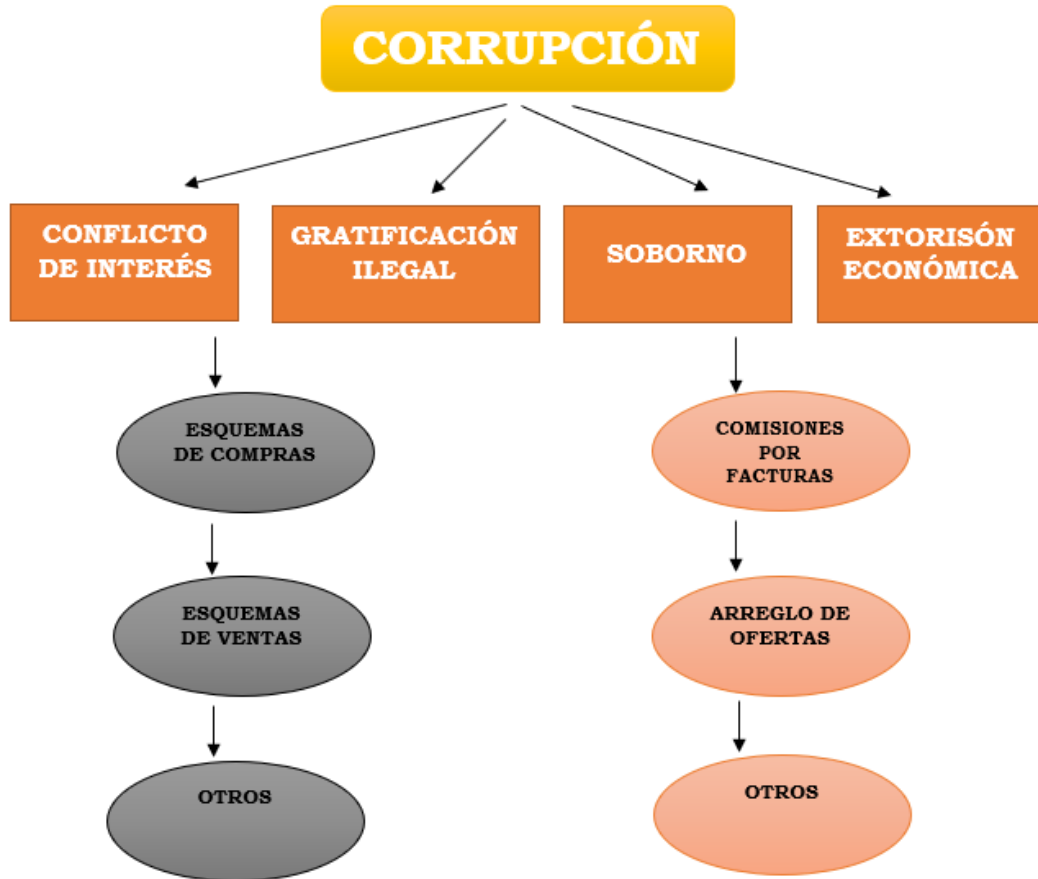 CORRUPCIÓN
CONFLICTO
DE INTERÉS
GRATIFICACIÓN
ILEGAL
SOBORNO
EXTORISÓN
ECONÓMICA
ESQUEMAS
DE COMPRAS
COMISIONES
POR
FACTURAS
ESQUEMAS
DE VENTAS
ARREGLO DE
OFERTAS
OTROS
OTROS